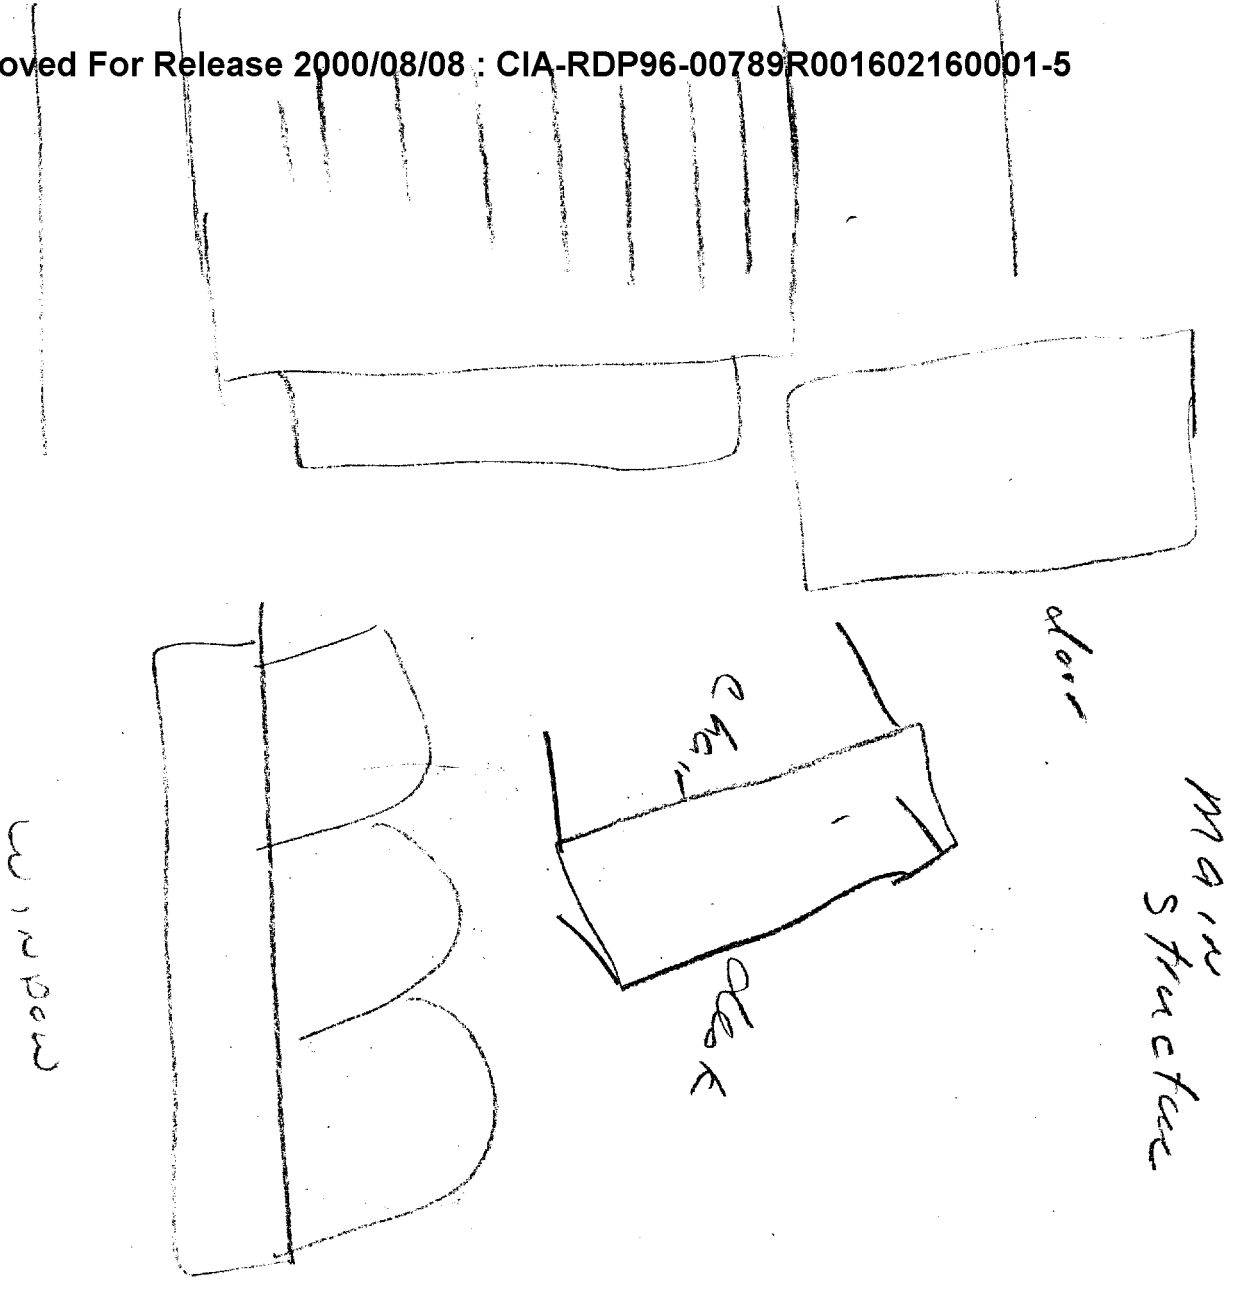 oved For Release 2000/08/08 : CIA-RDP96-00789R001602160001-5
door
chair
desk
Main
Structure
WINDOW